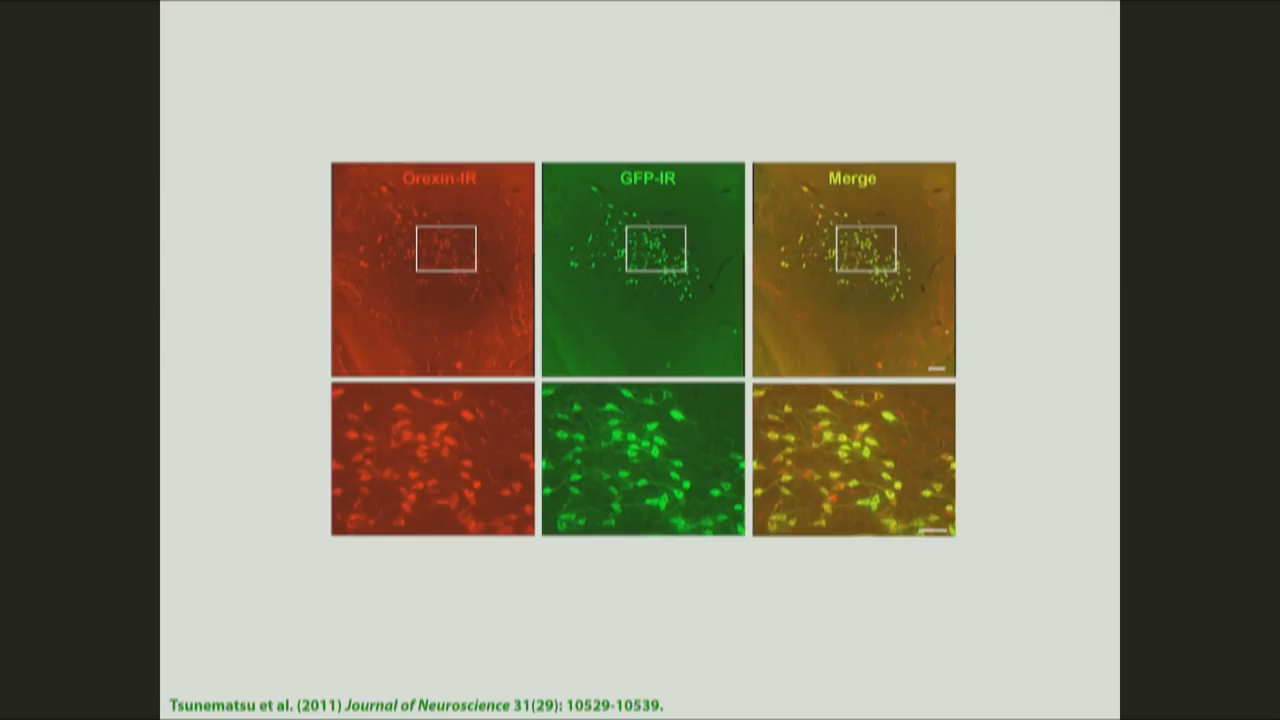 Orexin-IR
GFP-IR
Merge
Tsunematsu et al. (2011) Journal of Neuroscience 31(29): 10529-10539.